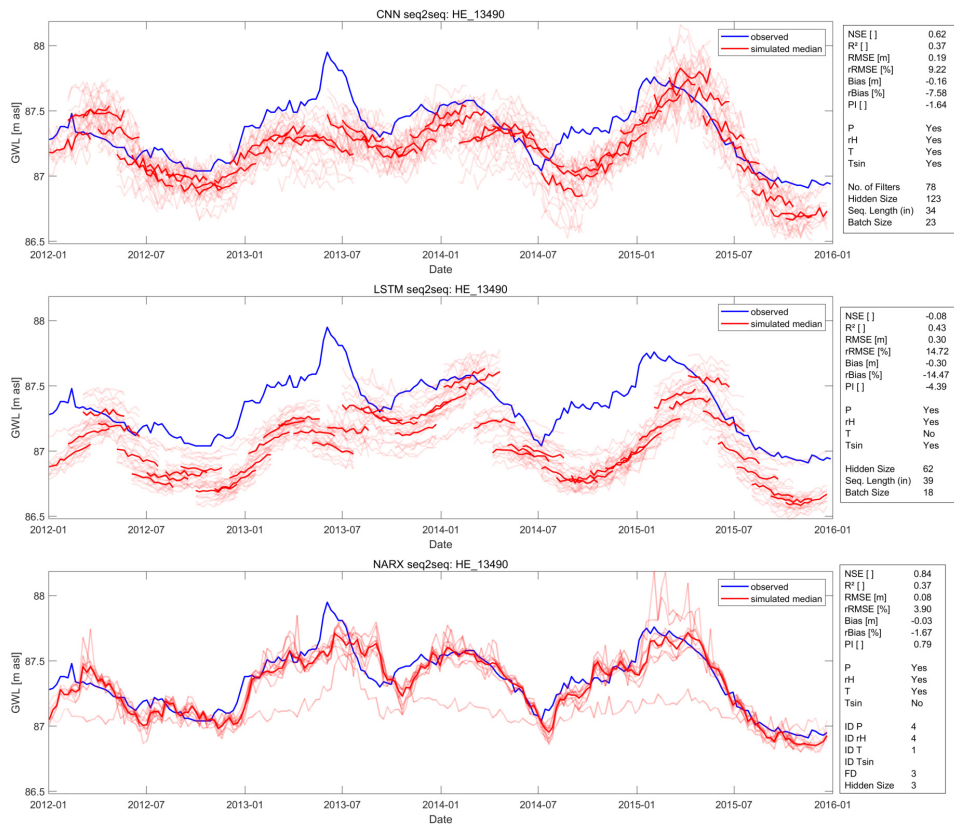 CNN seq2seq: HE_13490
88
87.5
87
86.5
GWL [m asl]
2012-01 2012-07 2013-01 2013-07 2014-01 2014-07 2015-01 2015-07 2016-01
Date
observed
simulated median
NSE [ ] 0.62
R² [ ] 0.37
RMSE [m] 0.19
rRMSE [%] 9.22
Bias [m] -0.16
rBias [%] -7.58
PI [ ] -1.64
P Yes
rH Yes
T Yes
Tsin Yes
No. of Filters 78
Hidden Size 123
Seq. Length (in) 34
Batch Size 23
LSTM seq2seq: HE_13490
88
87.5
87
86.5
GWL [m asl]
2012-01 2012-07 2013-01 2013-07 2014-01 2014-07 2015-01 2015-07 2016-01
Date
observed
simulated median
NSE [ ] -0.08
R² [ ] 0.43
RMSE [m] 0.30
rRMSE [%] 14.72
Bias [m] -0.30
rBias [%] -14.47
PI [ ] -4.39
P Yes
rH Yes
T No
Tsin Yes
Hidden Size 62
Seq. Length (in) 39
Batch Size 18
NARX seq2seq: HE_13490
88
87.5
87
86.5
GWL [m asl]
2012-01 2012-07 2013-01 2013-07 2014-01 2014-07 2015-01 2015-07 2016-01
Date
observed
simulated median
NSE [ ] 0.84
R² [ ] 0.37
RMSE [m] 0.08
rRMSE [%] 3.90
Bias [m] -0.03
rBias [%] -1.67
PI [ ] 0.79
P Yes
rH Yes
T Yes
Tsin No
ID P 4
ID rH 4
ID T 1
ID Tsin
FD 3
Hidden Size 3